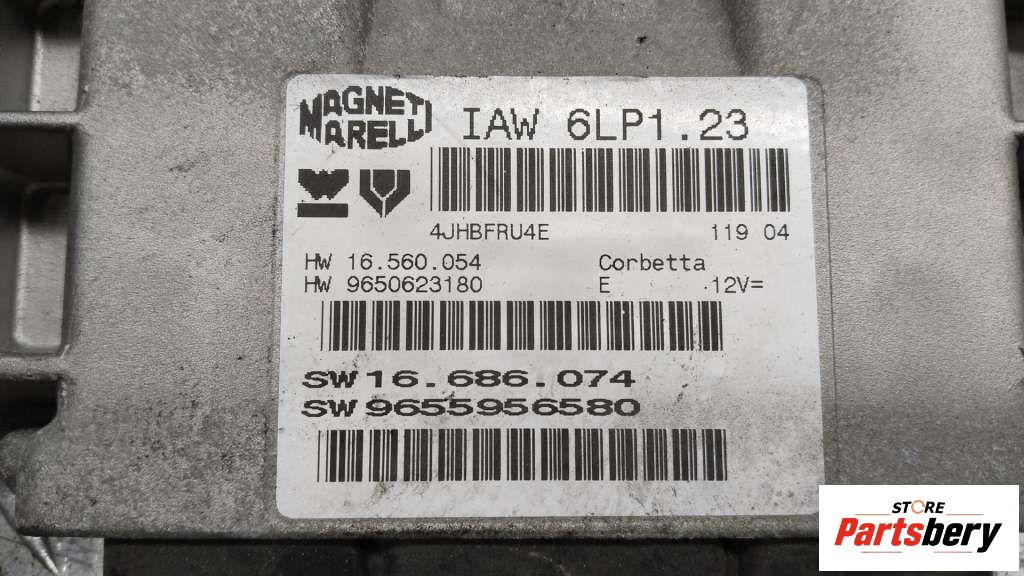 MAGNETI
MARELLI
IAW 6LP1.23
4JHBFRU4E 119 04
HW 16.560.054 Corbetta
HW 9650623180 E 12V=
SW 16.686.074
SW 9655956580
STORE
Partsbery